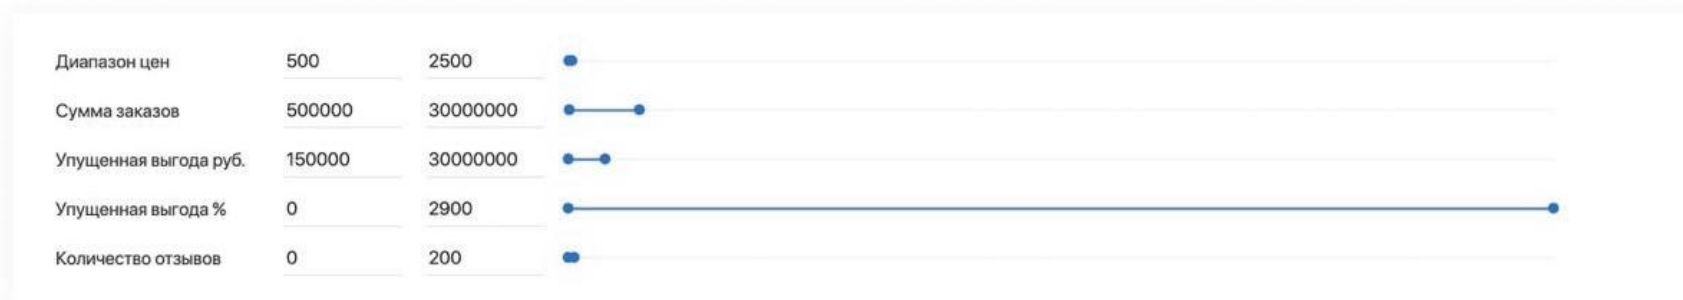 Диапазон цен 500 2500
Сумма заказов 500000 30000000
Упущенная выгода руб. 150000 30000000
Упущенная выгода % 0 2900
Количество отзывов 0 200